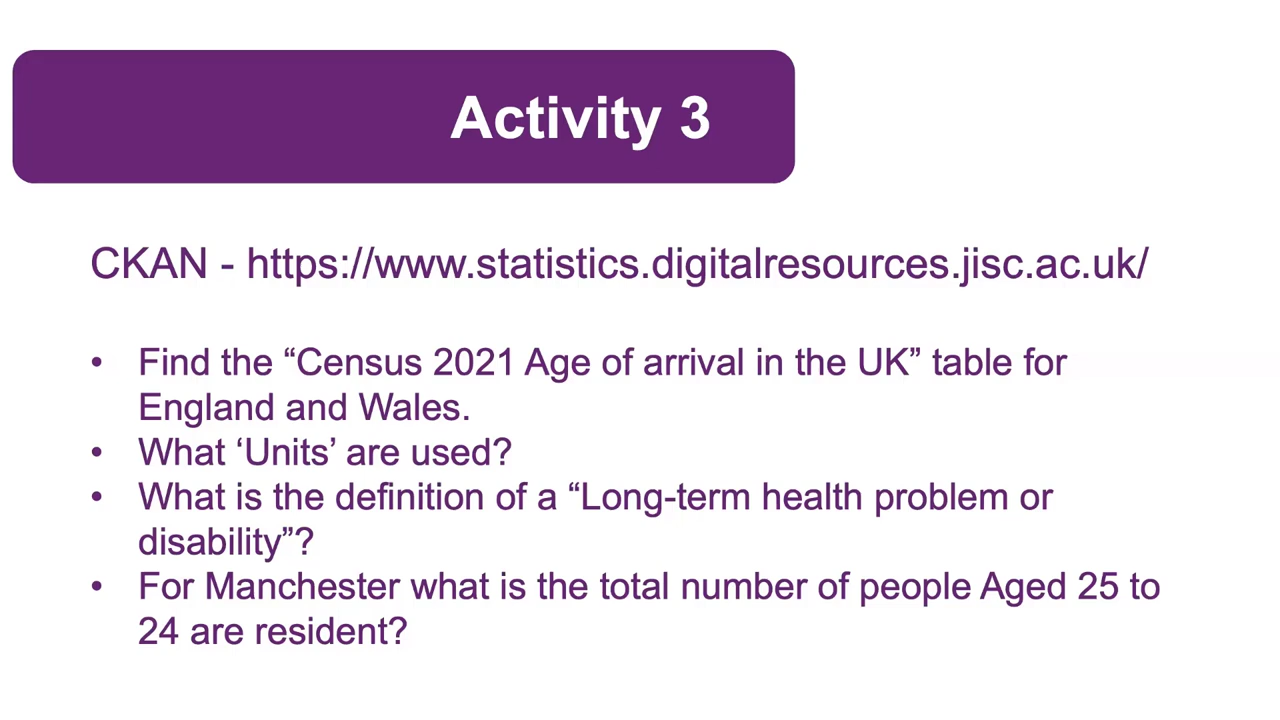 Activity 3
CKAN - https://www.statistics.digitalresources.jisc.ac.uk/
• Find the “Census 2021 Age of arrival in the UK” table for
England and Wales.
• What ‘Units’ are used?
• What is the definition of a “Long-term health problem or
disability”?
• For Manchester what is the total number of people Aged 25 to
24 are resident?